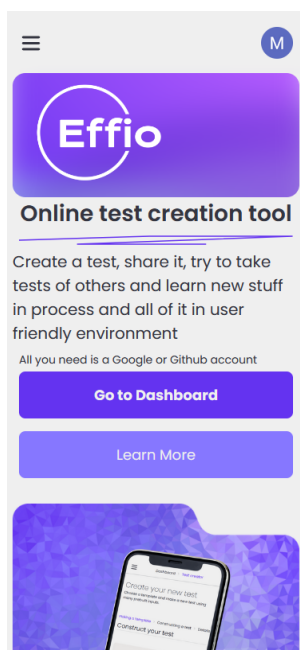 M
Effio
Online test creation tool
Create a test, share it, try to take
tests of others and learn new stuff
in process and all of it in user
friendly environment
All you need is a Google or Github account
Go to Dashboard
Learn More
Create your new test
Construct your test